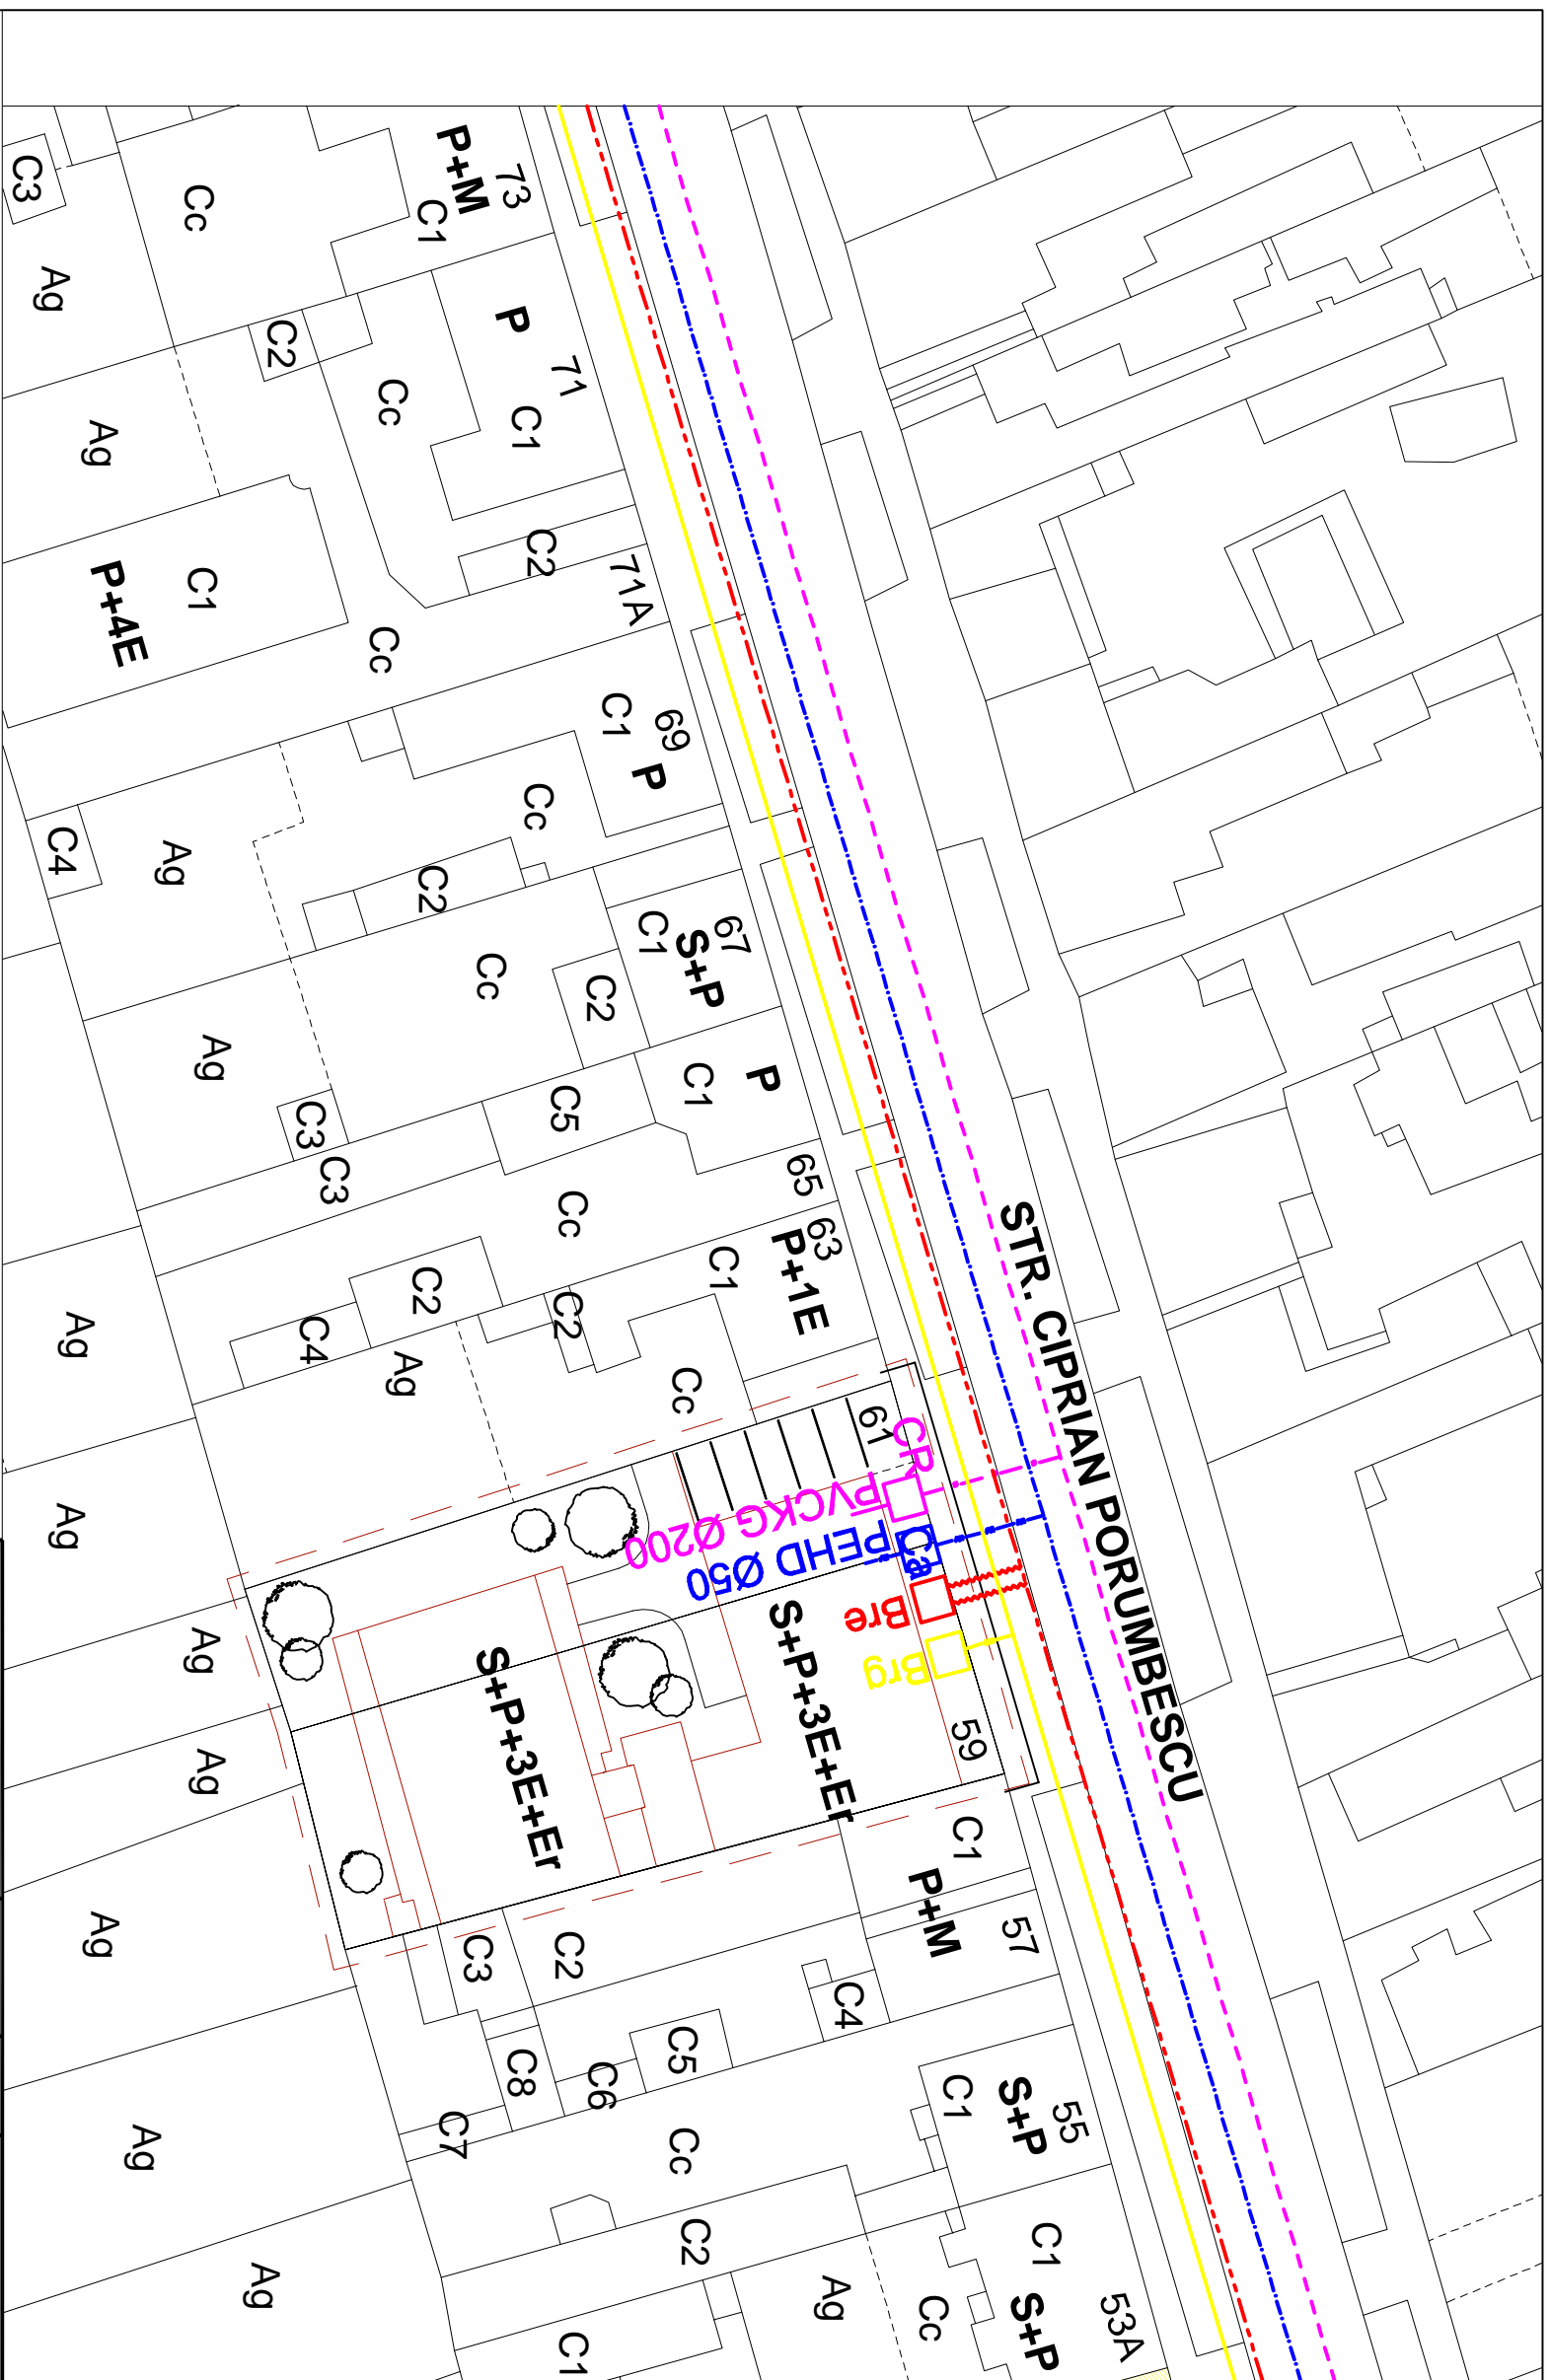 73
P+M
C1
Cc
C3
Ag
P
71
C1
C2
Cc
Ag
C2
71A
C1
P+4E
Cc
69
P
C1
Cc
C4
Ag
C2
67
S+P
C1
Cc
C2
Ag
P
C1
C5
C3
C3
65
Cc
63
P+1E
C1
C2
C2
C4
Ag
Ag
Cc
STR. CIPRIAN PORUMBESCU
61
CR
PVCKG Ø200
Ca
PEHD Ø50
Bre
Brg
59
S+P+3E+Er
S+P+3E+Er
Ag
Ag
Ag
Ag
C1
P+M
57
C2
C3
C4
C5
C6
C8
C7
Cc
Ag
55
S+P
C1
C2
Ag
C1
S+P
53A
Cc
Ag
C1